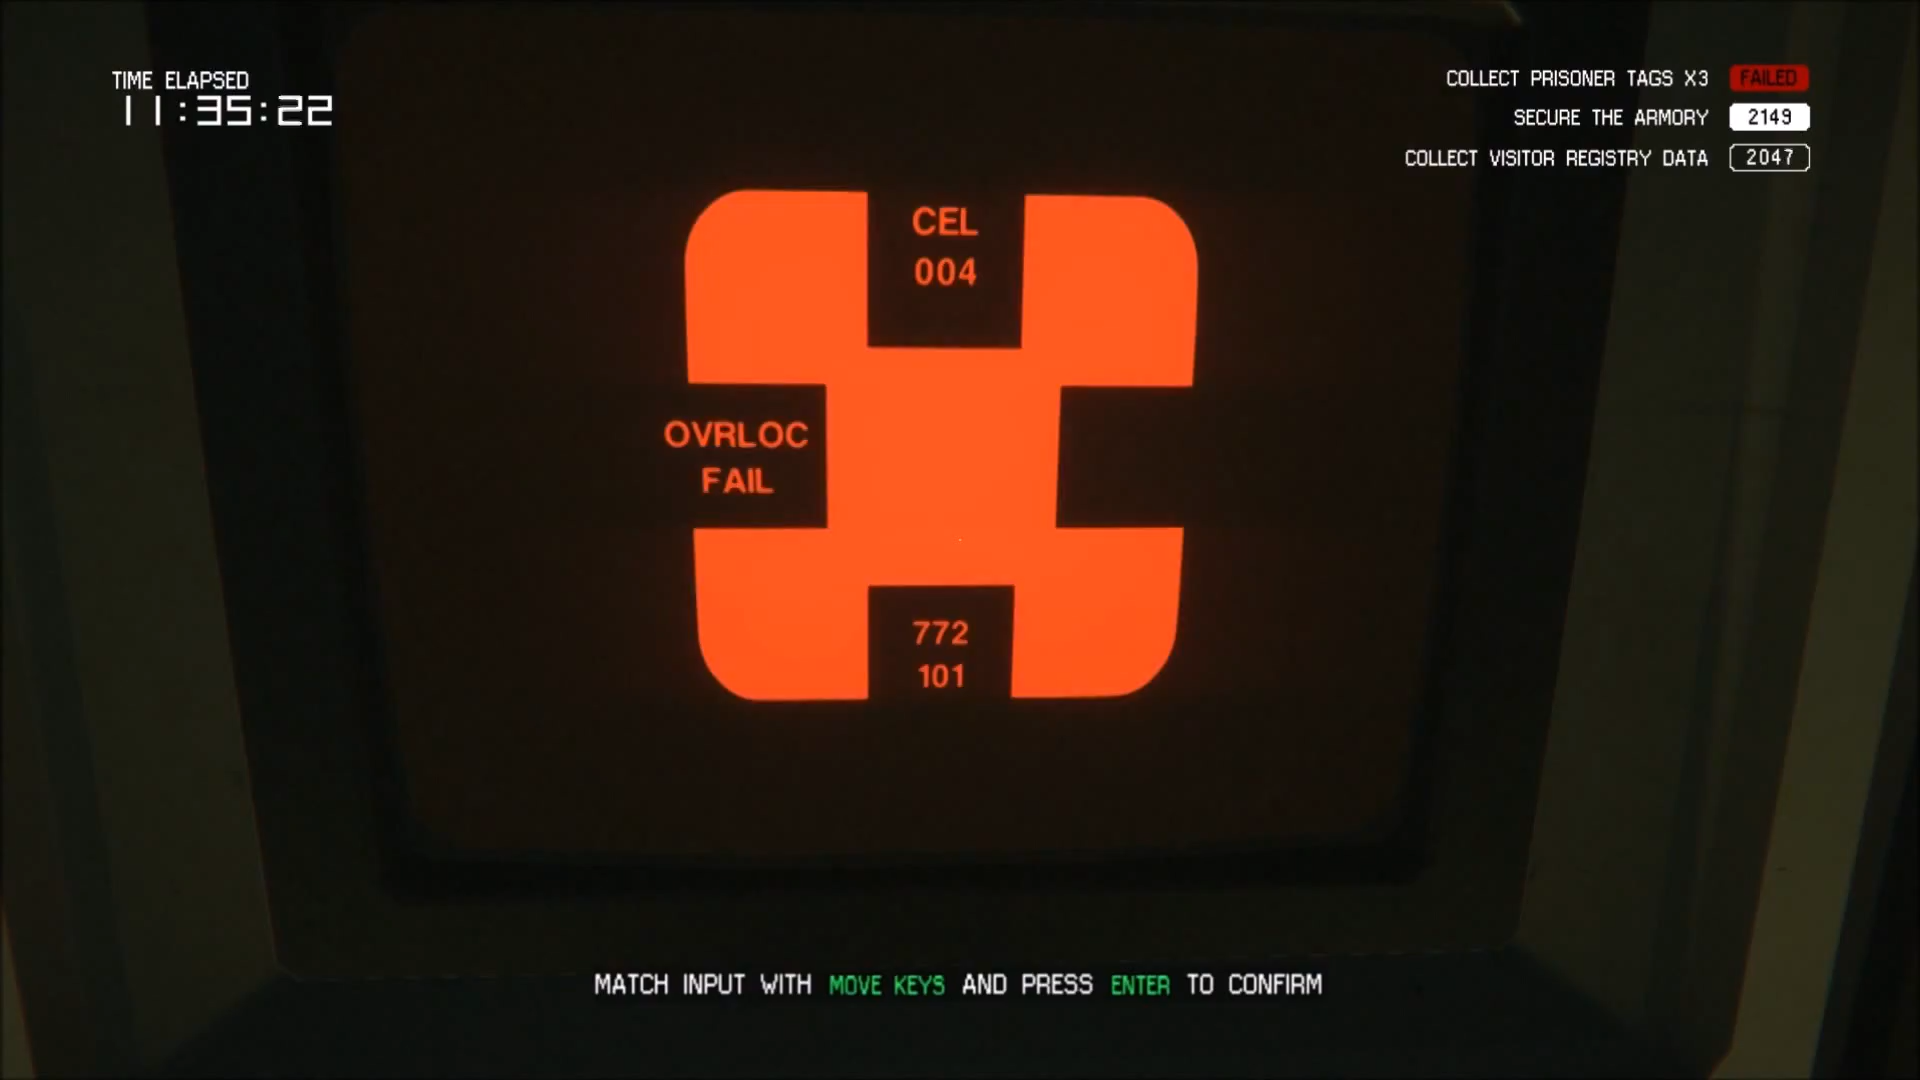 TIME ELAPSED
11:35:22
COLLECT PRISONER TAGS X3 FAILED
SECURE THE ARMORY 2149
COLLECT VISITOR REGISTRY DATA 2047
CEL
004
OVRLOC
FAIL
772
101
MATCH INPUT WITH MOVE KEYS AND PRESS ENTER TO CONFIRM